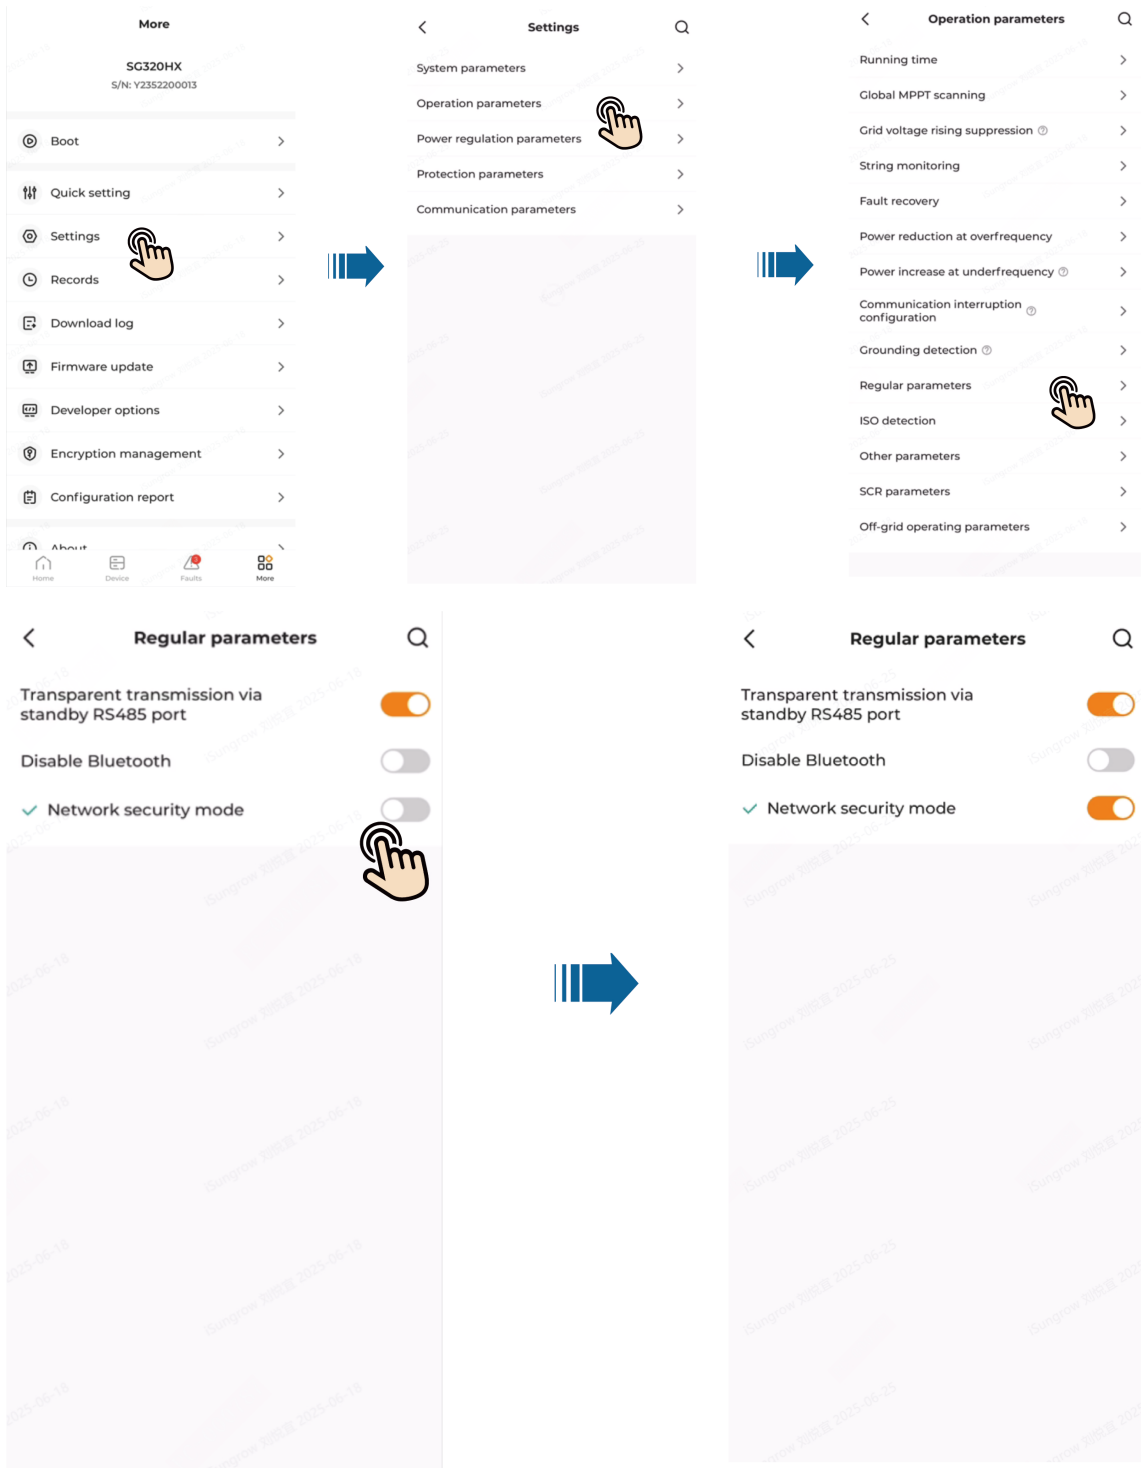 More
SG320HX
S/N: Y2352200013
Boot
Quick setting
Settings
Records
Download log
Firmware update
Developer options
Encryption management
Configuration report
About
Home
Device
Faults
More
Settings
System parameters
Operation parameters
Power regulation parameters
Protection parameters
Communication parameters
Operation parameters
Running time
Global MPPT scanning
Grid voltage rising suppression
String monitoring
Fault recovery
Power reduction at overfrequency
Power increase at underfrequency
Communication interruption
configuration
Grounding detection
Regular parameters
ISO detection
Other parameters
SCR parameters
Off-grid operating parameters
Regular parameters
Transparent transmission via
standby RS485 port
Disable Bluetooth
Network security mode
Regular parameters
Transparent transmission via
standby RS485 port
Disable Bluetooth
Network security mode